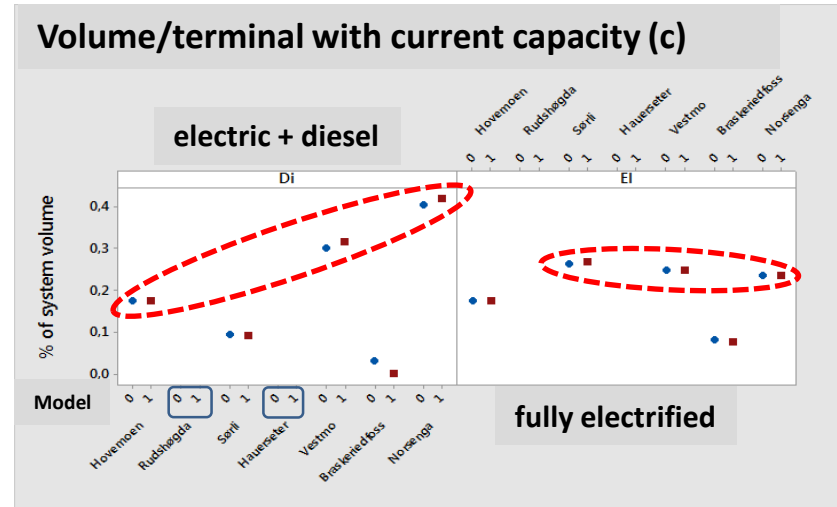 Volume/terminal with current capacity (c)
electric + diesel
Hovemoen
Rudshøgda
Sørli
Hauerseter
Vestmo
Braskeriedfoss
Norsenga
0 1 0 1 0 1 0 1 0 1 0 1 0 1
Di
El
% of system volume
0,4
0,3
0,2
0,1
0,0
Model
0 1 0 1 0 1 0 1 0 1 0 1 0 1
Hovemoen
Rudshøgda
Sørli
Hauerseter
Vestmo
Braskeriedfoss
Norsenga
fully electrified